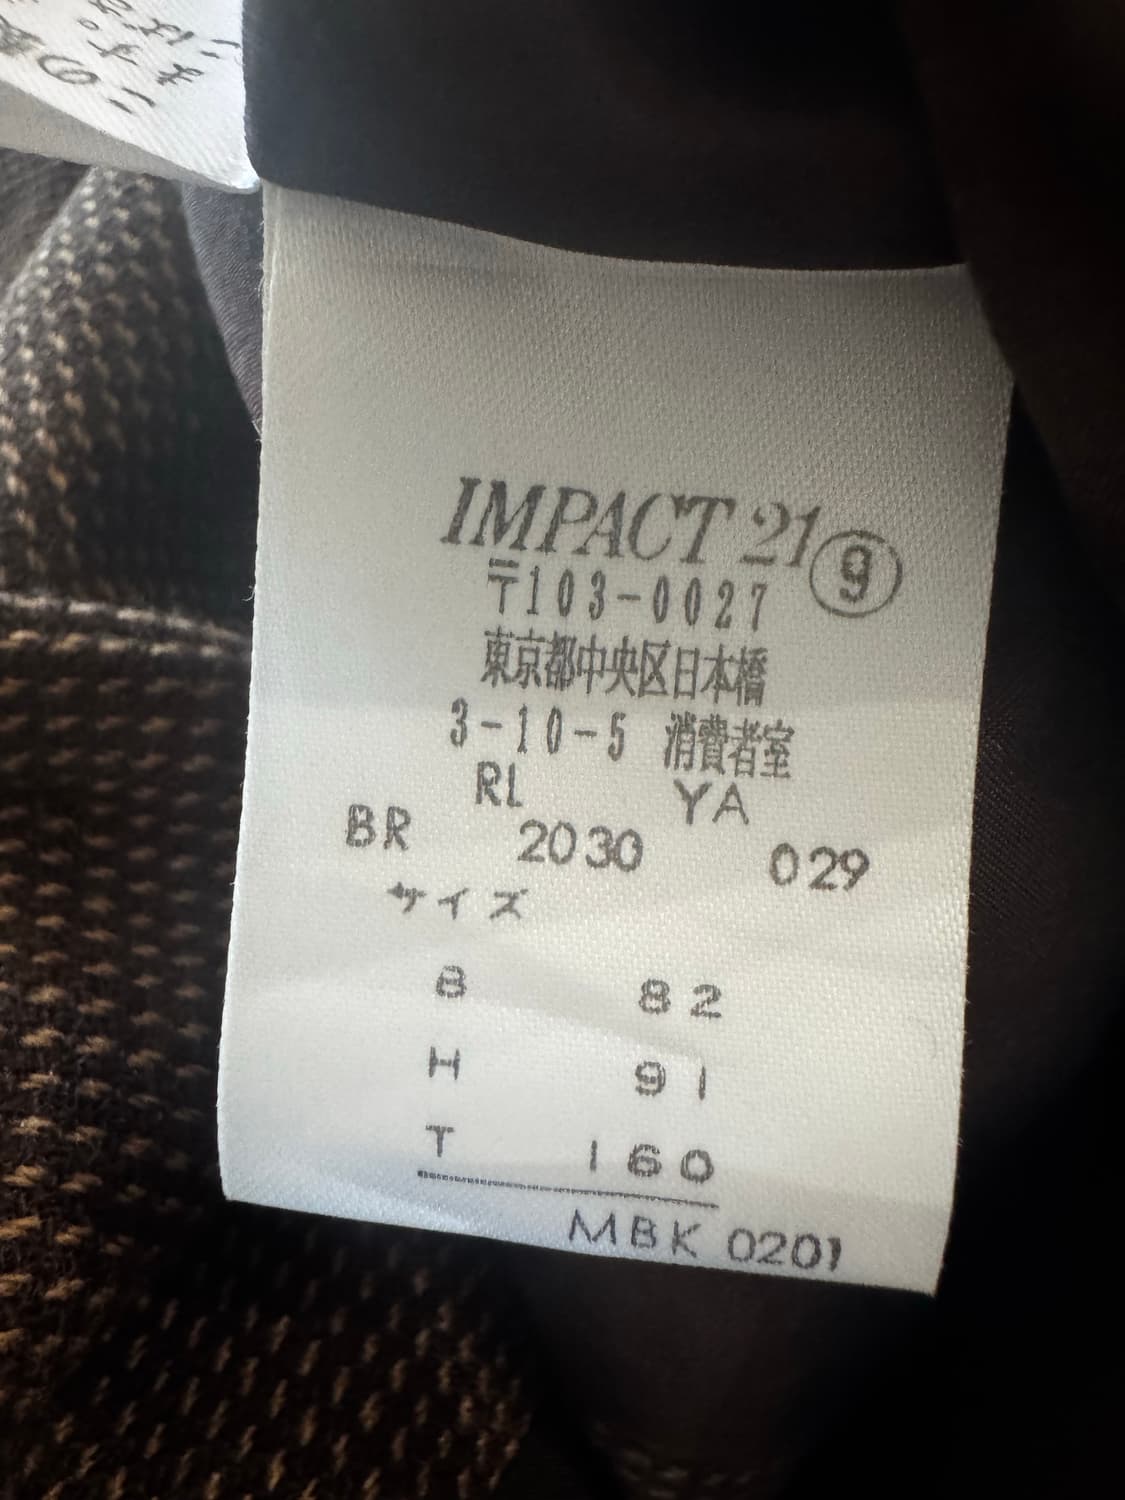 IMPACT 21 ⑨
〒103-0027
東京都中央区日本橋
3-10-5 消費者室
RL YA
BR 2030 029
サイズ
B 82
H 91
T 160
MBK 0201